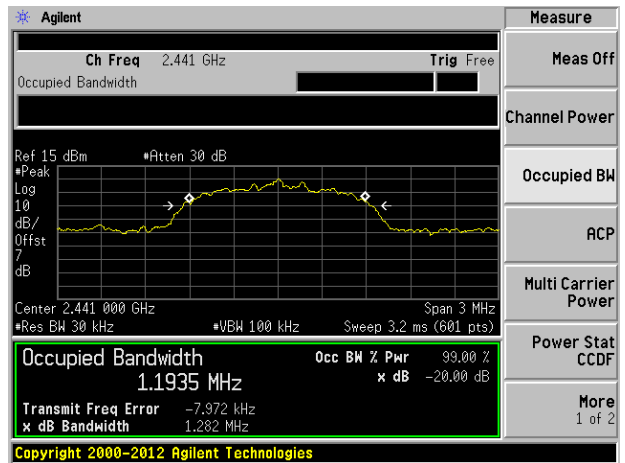 Agilent
Measure
Ch Freq 2.441 GHz Trig Free
Occupied Bandwidth
Meas Off
Channel Power
Occupied BW
ACP
Multi Carrier
Power
Power Stat
CCDF
More
1 of 2
Ref 15 dBm #Atten 30 dB
#Peak
Log
10
dB/
Offst
7
dB
Center 2.441 000 GHz Span 3 MHz
#Res BW 30 kHz #VBW 100 kHz Sweep 3.2 ms (601 pts)
Occupied Bandwidth Occ BW % Pwr 99.00 %
1.1935 MHz x dB -20.00 dB
Transmit Freq Error -7.972 kHz
x dB Bandwidth 1.282 MHz
Copyright 2000-2012 Agilent Technologies